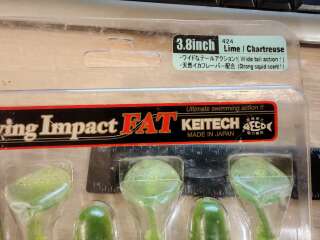 3.8inch
424
Lime / Chartreuse
・ワイドなテールアクション！( Wide tail action ! )
・天然イカフレーバー配合 (Strong squid scent ! )
Ultimate swimming action !!
ing Impact FAT KEITECH
MADE IN JAPAN